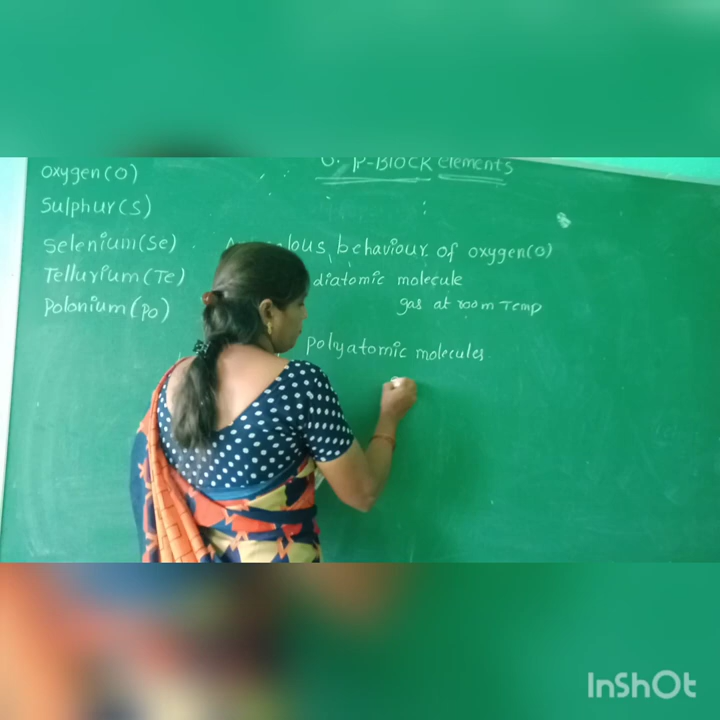 P-BLOCK Elements
Oxygen(O)
Sulphur(S)
Selenium(Se)
Tellurium(Te)
Polonium(Po)
behaviour of oxygen(O)
diatomic molecule
gas at room Temp
polyatomic molecules
InShOt